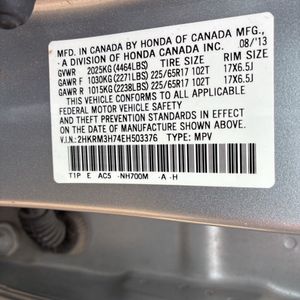 MFD. IN CANADA BY HONDA OF CANADA MFG.,
A DIVISION OF HONDA CANADA INC. 08/'13
GVWR 2025KG (4464LBS) TIRE SIZE RIM SIZE
GAWR F 1030KG (2271LBS) 225/65R17 102T 17X6.5J
GAWR R 1015KG (2238LBS) 225/65R17 102T 17X6.5J
THIS VEHICLE CONFORMS TO ALL APPLICABLE
FEDERAL MOTOR VEHICLE SAFETY
AND THEFT PREVENTION STANDARDS IN EFFECT ON THE
DATE OF MANUFACTURE SHOWN ABOVE.
V.I.N.: 2HKRM3H74EH503376 TYPE: MPV
T1P E AC5 -NH700M -A -H